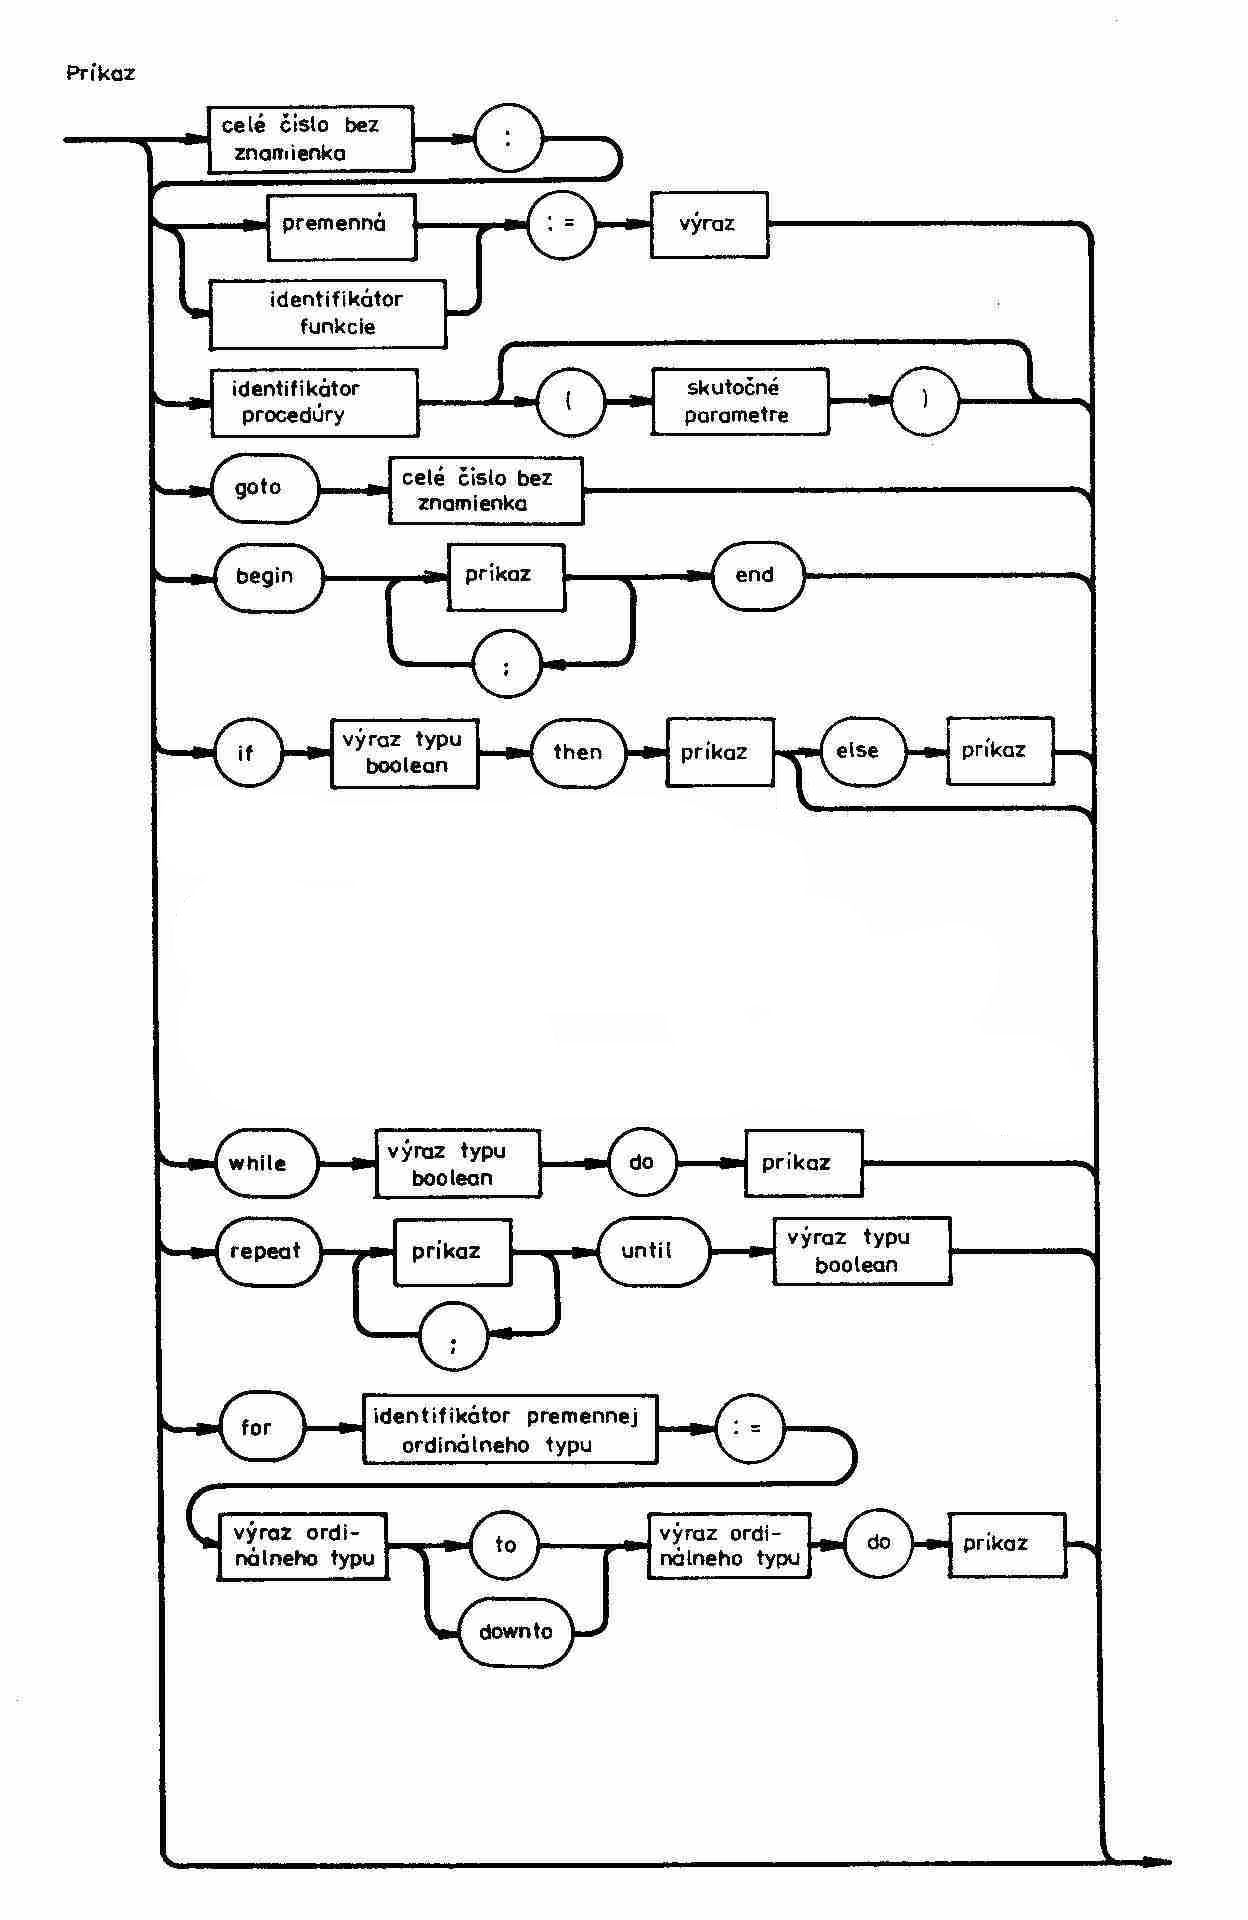 Príkaz
celé číslo bez
znamienka
:
premenná
: =
výraz
identifikátor
funkcie
identifikátor
procedúry
(
skutočné
parametre
)
goto
celé číslo bez
znamienka
begin
príkaz
end
;
if
výraz typu
boolean
then
príkaz
else
príkaz
while
výraz typu
boolean
do
príkaz
repeat
príkaz
until
výraz typu
boolean
;
for
identifikátor premennej
ordinálneho typu
: =
výraz ordi-
nálneho typu
to
výraz ordi-
nálneho typu
do
príkaz
downto